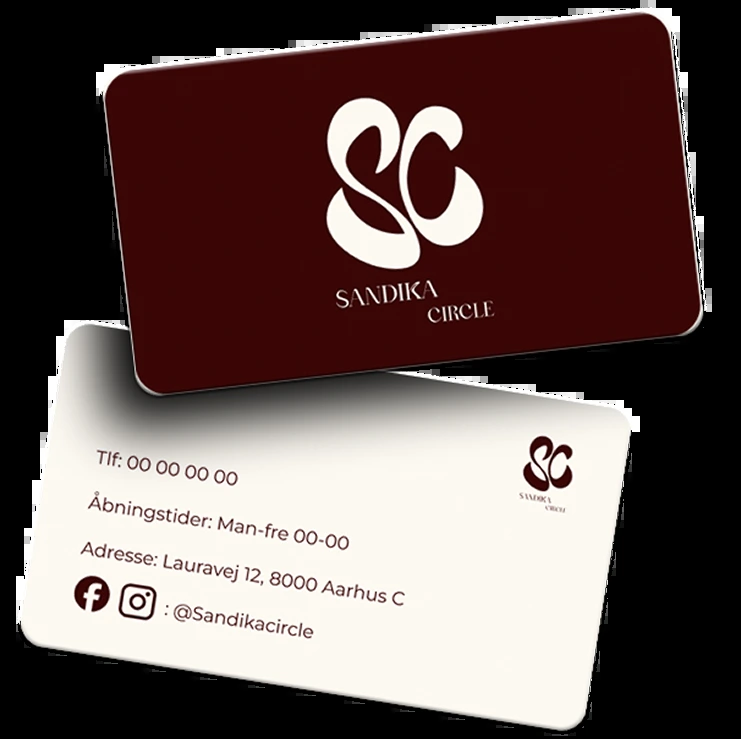 SC
SANDIKA
CIRCLE
SC
SANDIKA
CIRCLE
Tlf: 00 00 00 00
Åbningstider: Man-fre 00-00
Adresse: Lauravej 12, 8000 Aarhus C
: @Sandikacircle